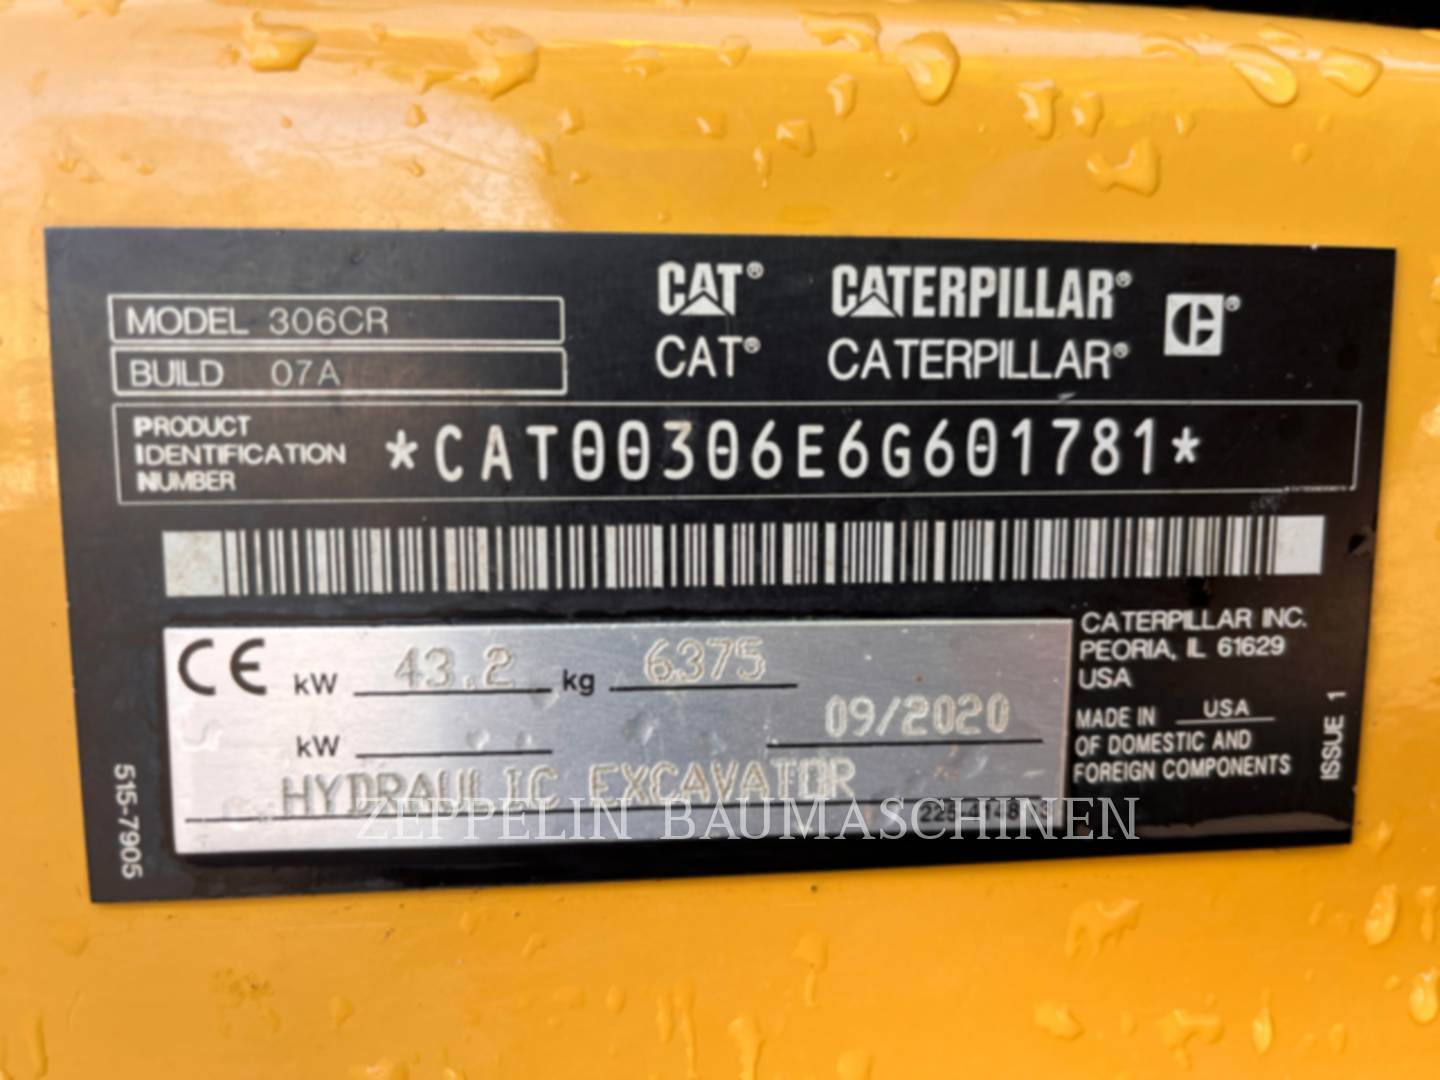 MODEL 306CR
BUILD 07A
CAT® CATERPILLAR® ®
CAT® CATERPILLAR®
PRODUCT IDENTIFICATION NUMBER
*CAT00306E6G601781*
CE kW 43.2 kg 6375
kW 09/2020
HYDRAULIC EXCAVATOR
CATERPILLAR INC.
PEORIA, IL 61629
USA
MADE IN USA
OF DOMESTIC AND
FOREIGN COMPONENTS
ISSUE 1
515-7905
ZEPPELIN BAUMASCHINEN